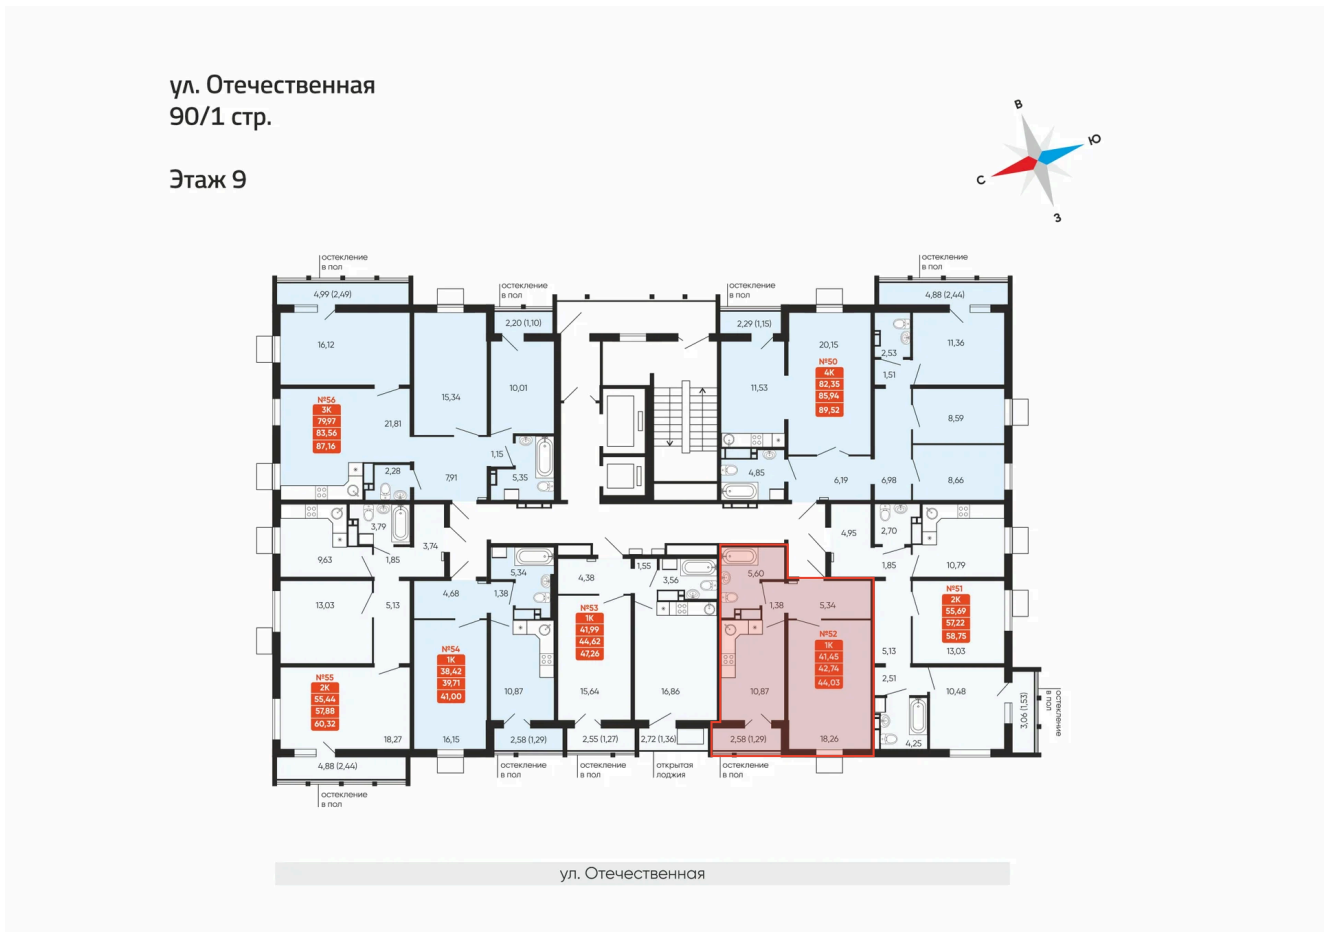 ул. Отечественная
90/1 стр.
Этаж 9
В
Ю
С
З
остекление
в пол
остекление
в пол
остекление
в пол
остекление
в пол
4,99 (2,49)
2,20 (1,10)
2,29 (1,15)
4,88 (2,44)
16,12
15,34
10,01
11,53
20,15
№50
4К
82,35
85,94
89,52
2,53
1,51
11,36
№56
3К
79,97
83,56
87,16
21,81
8,59
1,15
5,35
2,28
7,91
4,85
6,19
6,98
8,66
3,79
3,74
9,63
1,85
4,95
2,70
1,85
10,79
5,34
1,38
4,38
1,55
3,56
5,60
1,38
5,34
13,03
5,13
4,68
№53
1К
41,99
44,62
47,26
№51
2К
55,69
57,22
58,75
13,03
№54
1К
38,42
39,71
41,00
№52
1К
41,45
42,74
44,03
5,13
2,51
№55
2К
55,44
57,88
60,32
10,87
15,64
16,86
10,87
10,48
3,06 (1,53)
остекление
в пол
18,27
16,15
2,58 (1,29)
2,55 (1,27)
2,72 (1,36)
2,58 (1,29)
18,26
4,25
4,88 (2,44)
остекление
в пол
остекление
в пол
открытая
лоджия
остекление
в пол
остекление
в пол
ул. Отечественная